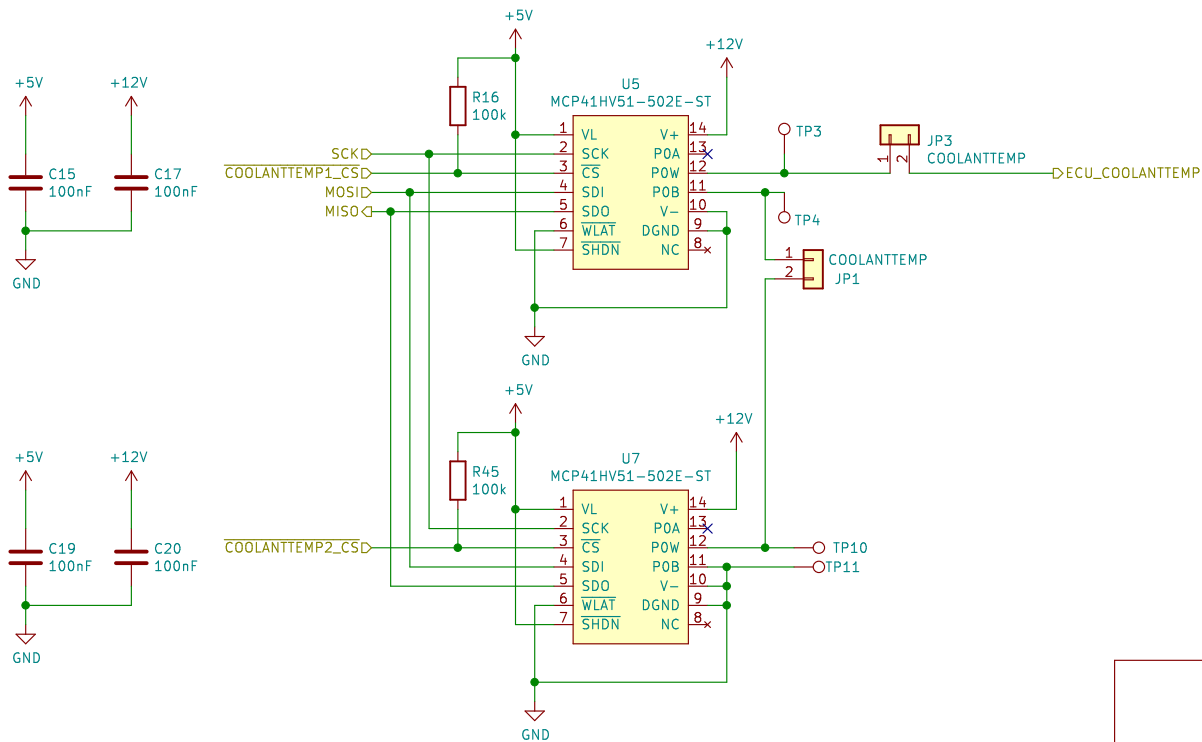 +5V
+12V
+5V
+12V
C15
100nF
C17
100nF
GND
R16
100k
U5
MCP41HV51-502E-ST
SCK
COOLANTTEMP1_CS
MOSI
MISO
1 VL
2 SCK
3 CS
4 SDI
5 SDO
6 WLAT
7 SHDN
V+ 14
P0A 13
P0W 12
P0B 11
V- 10
DGND 9
NC 8
TP3
TP4
JP3
COOLANTTEMP
1 2
ECU_COOLANTTEMP
1
2
COOLANTTEMP
JP1
GND
+5V
+12V
+5V
+12V
C19
100nF
C20
100nF
GND
R45
100k
U7
MCP41HV51-502E-ST
COOLANTTEMP2_CS
1 VL
2 SCK
3 CS
4 SDI
5 SDO
6 WLAT
7 SHDN
V+ 14
P0A 13
P0W 12
P0B 11
V- 10
DGND 9
NC 8
TP10
TP11
GND